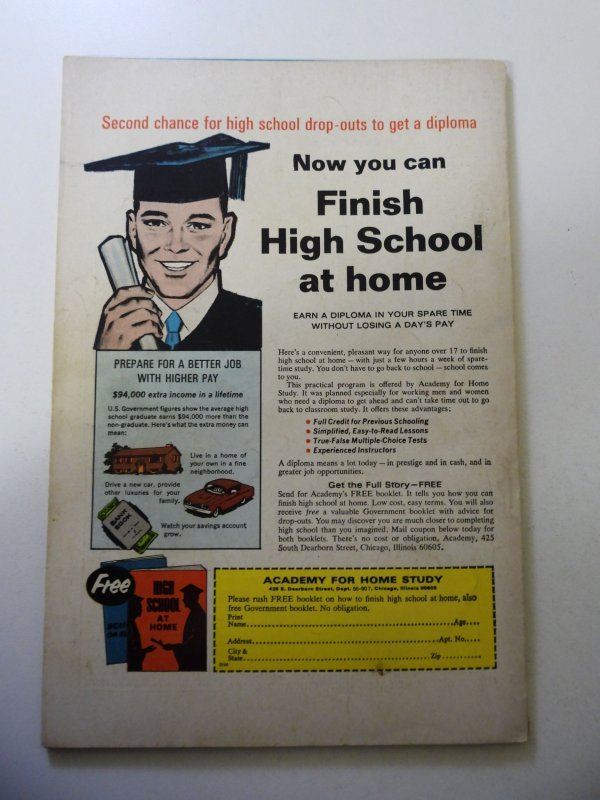 Second chance for high school drop-outs to get a diploma
Now you can
Finish
High School
at home
EARN A DIPLOMA IN YOUR SPARE TIME
WITHOUT LOSING A DAY'S PAY
PREPARE FOR A BETTER JOB
WITH HIGHER PAY
$94,000 extra income in a lifetime
U.S. Government figures show the average high
school graduate earns $94,000 more than the
non-graduate. Here's what the extra money can
mean:
Live in a home of
your own in a fine
neighborhood.
Drive a new car, provide
other luxuries for your
family.
BANK
BOOK
Watch your savings account
grow.
Here's a convenient, pleasant way for anyone over 17 to finish
high school at home – with just a few hours a week of spare-
time study. You don't have to go back to school – school comes
to you.
This practical program is offered by Academy for Home
Study. It was planned especially for working men and women
who need a diploma to get ahead and can't take time out to go
back to classroom study. It offers these advantages:
• Full Credit for Previous Schooling
• Simplified, Easy-to-Read Lessons
• True-False Multiple-Choice Tests
• Experienced Instructors
A diploma means a lot today – in prestige and in cash, and in
greater job opportunities.
Get the Full Story—FREE
Send for Academy's FREE booklet. It tells you how you can
finish high school at home. Low cost, easy terms. You will also
receive free a valuable Government booklet with advice for
drop-outs. You may discover you are much closer to completing
high school than you imagined. Mail coupon below today for
both booklets. There's no cost or obligation. Academy, 425
South Dearborn Street, Chicago, Illinois 60605.
Free
HIGH
SCHOOL
AT
HOME
ACADEMY FOR HOME STUDY
Dearborn Street, Dept. Chicago, Illinois 60605
Please rush FREE booklet on how to finish high school at home, also
free Government booklet. No obligation.
Print
Name Age
Address Apt. No.
City &
State Zip